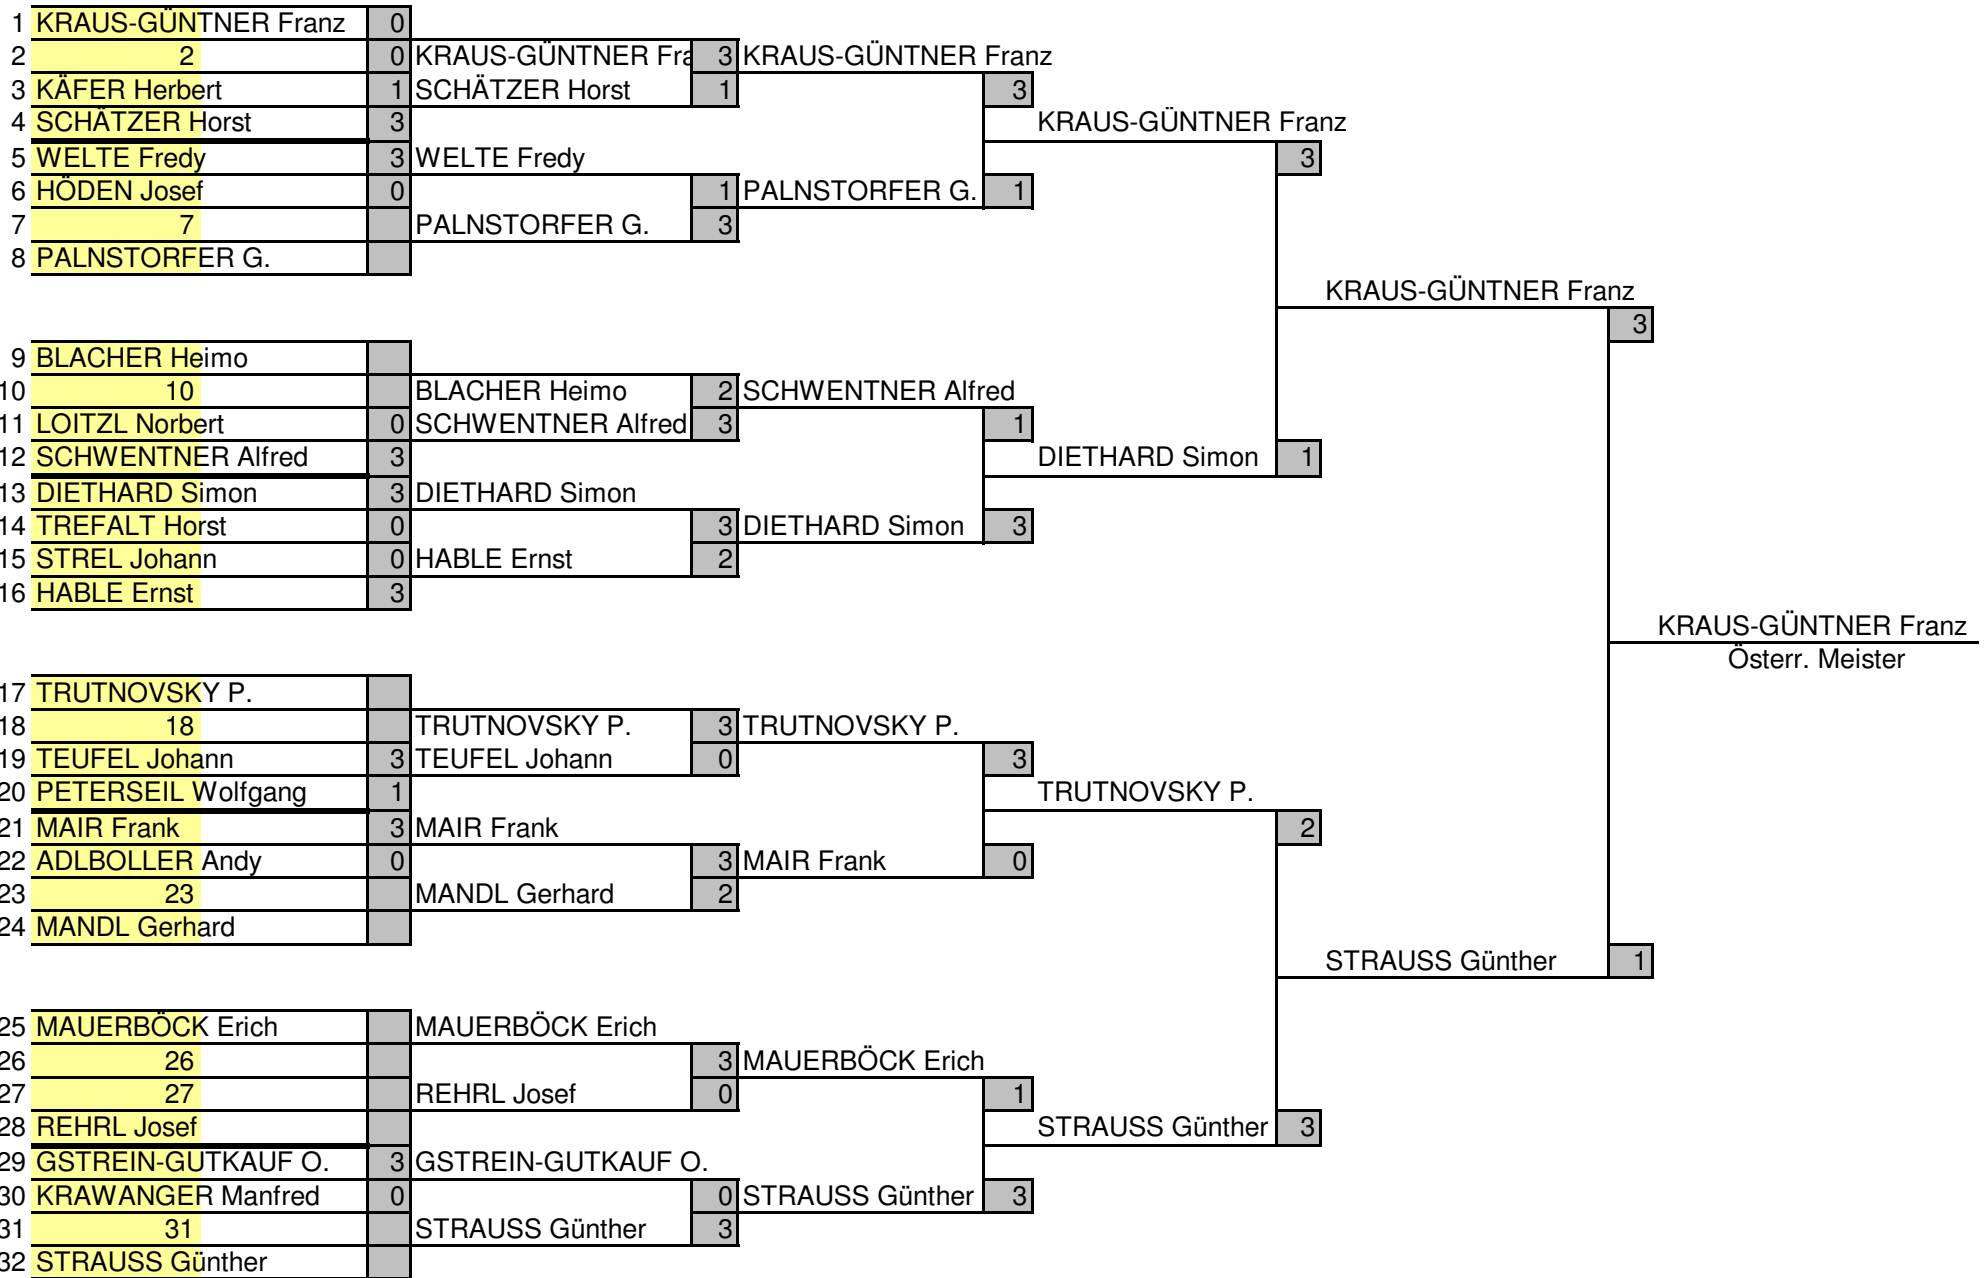 1 KRAUS-GÜNTNER Franz 0
2 2 0 KRAUS-GÜNTNER Fra 3 KRAUS-GÜNTNER Franz
3 KÄFER Herbert 1 SCHÄTZER Horst 1 3
4 SCHÄTZER Horst 3 KRAUS-GÜNTNER Franz
5 WELTE Fredy 3 WELTE Fredy 3
6 HÖDEN Josef 0 1 PALNSTORFER G. 1
7 7 PALNSTORFER G. 3
8 PALNSTORFER G.
KRAUS-GÜNTNER Franz
3
9 BLACHER Heimo
10 10 BLACHER Heimo 2 SCHWENTNER Alfred
11 LOITZL Norbert 0 SCHWENTNER Alfred 3 1
12 SCHWENTNER Alfred 3 DIETHARD Simon 1
13 DIETHARD Simon 3 DIETHARD Simon
14 TREFALT Horst 0 3 DIETHARD Simon 3
15 STREL Johann 0 HABLE Ernst 2
16 HABLE Ernst 3
KRAUS-GÜNTNER Franz
Österr. Meister
17 TRUTNOVSKY P.
18 18 TRUTNOVSKY P. 3 TRUTNOVSKY P.
19 TEUFEL Johann 3 TEUFEL Johann 0 3
20 PETERSEIL Wolfgang 1 TRUTNOVSKY P.
21 MAIR Frank 3 MAIR Frank 2
22 ADLBOLLER Andy 0 3 MAIR Frank 0
23 23 MANDL Gerhard 2
24 MANDL Gerhard
STRAUSS Günther 1
25 MAUERBÖCK Erich MAUERBÖCK Erich
26 26 3 MAUERBÖCK Erich
27 27 REHRL Josef 0 1
28 REHRL Josef STRAUSS Günther 3
29 GSTREIN-GUTKAUF O. 3 GSTREIN-GUTKAUF O.
30 KRAWANGER Manfred 0 0 STRAUSS Günther 3
31 31 STRAUSS Günther 3
32 STRAUSS Günther